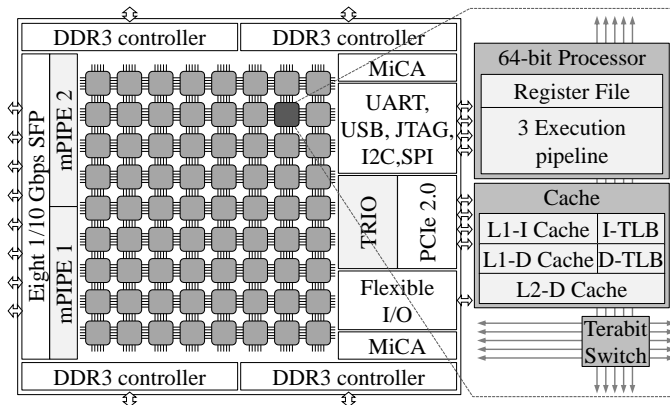 DDR3 controller
DDR3 controller
Eight 1/10 Gbps SFP
mPIPE 2
mPIPE 1
MiCA
UART,
USB, JTAG,
I2C,SPI
TRIO
PCIe 2.0
Flexible
I/O
MiCA
DDR3 controller
DDR3 controller
64-bit Processor
Register File
3 Execution
pipeline
Cache
L1-I Cache
I-TLB
L1-D Cache
D-TLB
L2-D Cache
Terabit
Switch